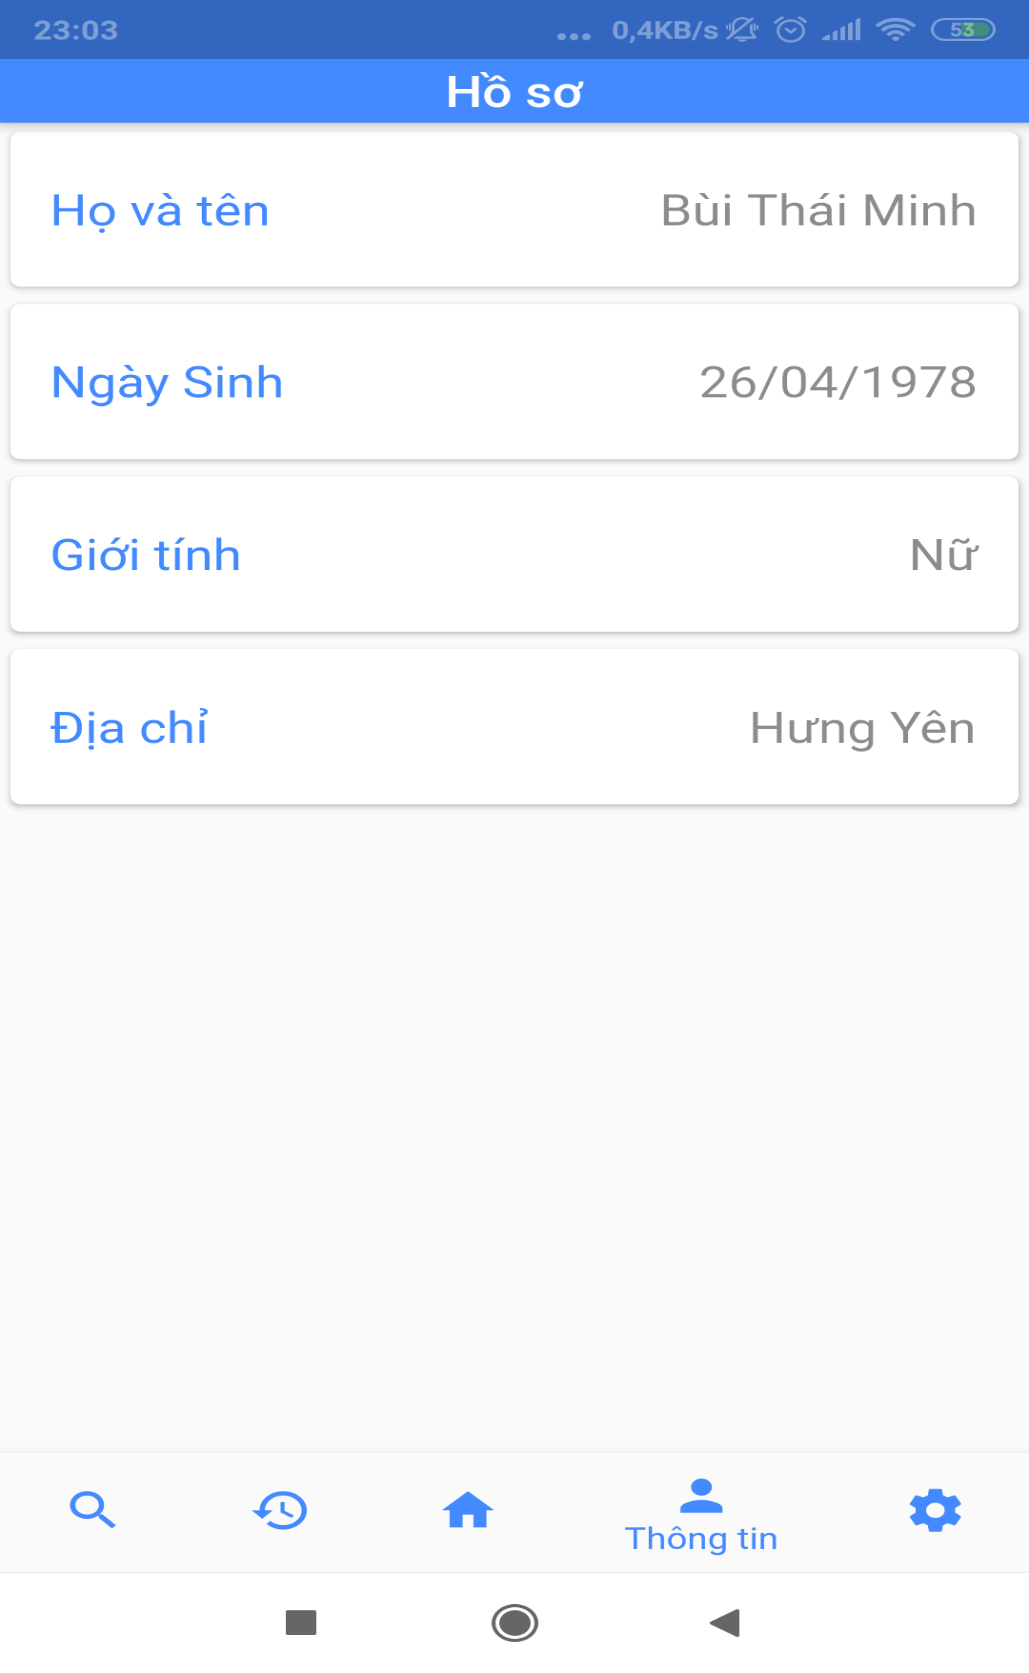 23:03 ... 0,4KB/s 53
Hồ sơ
Họ và tên Bùi Thái Minh
Ngày Sinh 26/04/1978
Giới tính Nữ
Địa chỉ Hưng Yên
Thông tin